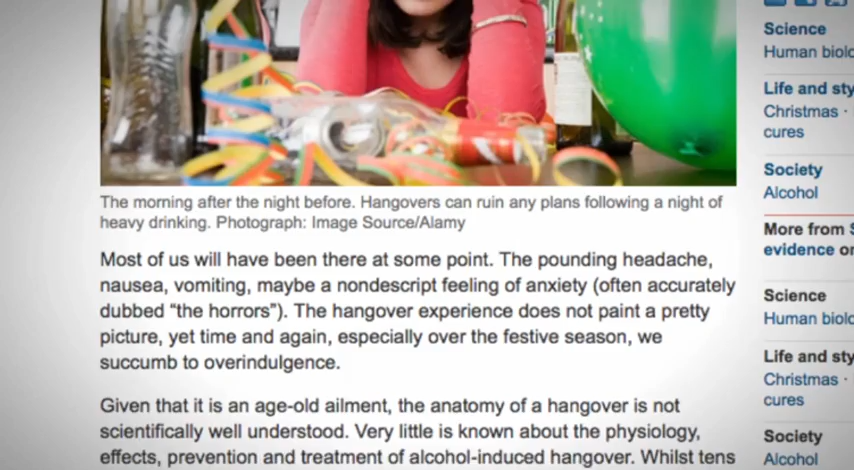 The morning after the night before. Hangovers can ruin any plans following a night of
heavy drinking. Photograph: Image Source/Alamy
Most of us will have been there at some point. The pounding headache,
nausea, vomiting, maybe a nondescript feeling of anxiety (often accurately
dubbed “the horrors”). The hangover experience does not paint a pretty
picture, yet time and again, especially over the festive season, we
succumb to overindulgence.
Given that it is an age-old ailment, the anatomy of a hangover is not
scientifically well understood. Very little is known about the physiology,
effects, prevention and treatment of alcohol-induced hangover. Whilst tens
Science
Human
Life and
Christmas ·
cures
Society
Alcohol
More from
evidence
Science
Human
Life and
Christmas ·
cures
Society
Alcohol